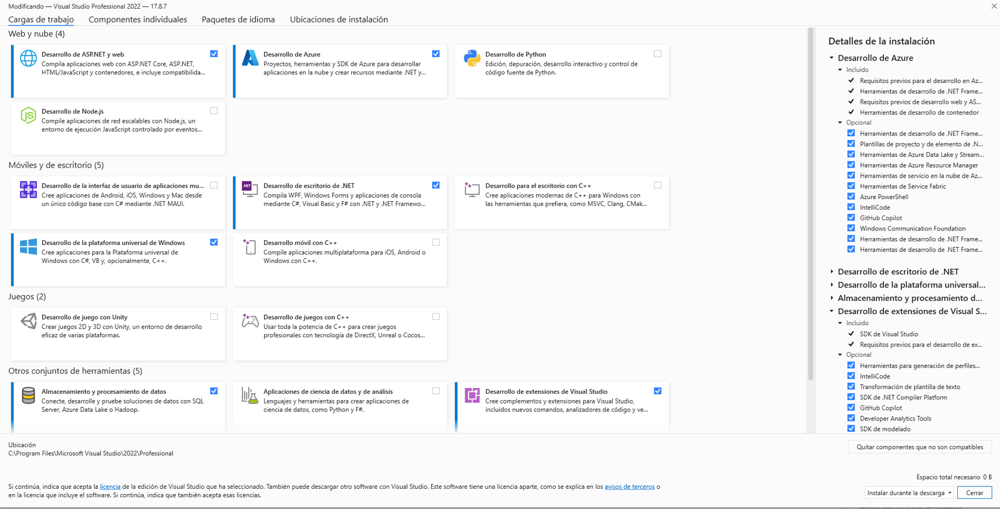 Modificando — Visual Studio Professional 2022 — 17.8.7
Cargas de trabajo
Componentes individuales
Paquetes de idioma
Ubicaciones de instalación
Web y nube (4)
Desarrollo de ASP.NET y web
Compila aplicaciones web con ASP.NET Core, ASP.NET,
HTML/JavaScript y contenedores, e incluye compatibilida...
Desarrollo de Azure
Proyectos, herramientas y SDK de Azure para desarrollar
aplicaciones en la nube y crear recursos mediante .NET y...
Desarrollo de Python
Edición, depuración, desarrollo interactivo y control de
código fuente de Python.
Desarrollo de Node.js
Compile aplicaciones de red escalables con Node.js, un
entorno de ejecución JavaScript controlado por eventos...
Móviles y de escritorio (5)
Desarrollo de la interfaz de usuario de aplicaciones mu...
Cree aplicaciones de Android, iOS, Windows y Mac desde
un único código base con C# mediante .NET MAUI.
.NET
Desarrollo de escritorio de .NET
Compila WPF, Windows Forms y aplicaciones de consola
mediante C#, Visual Basic y F# con .NET y .NET Framewo...
Desarrollo para el escritorio con C++
Cree aplicaciones modernas de C++ para Windows con
las herramientas que prefiera, como MSVC, Clang, CMak...
Desarrollo de la plataforma universal de Windows
Cree aplicaciones para la Plataforma universal de
Windows con C#, VB y, opcionalmente, C++.
Desarrollo móvil con C++
Compile aplicaciones multiplataforma para iOS, Android o
Windows con C++.
Juegos (2)
Desarrollo de juego con Unity
Crear juegos 2D y 3D con Unity, un entorno de desarrollo
eficaz de varias plataformas.
Desarrollo de juegos con C++
Usar toda la potencia de C++ para crear juegos
profesionales con tecnología de DirectX, Unreal o Cocos...
Otros conjuntos de herramientas (5)
Almacenamiento y procesamiento de datos
Conecte, desarrolle y pruebe soluciones de datos con SQL
Server, Azure Data Lake o Hadoop.
Aplicaciones de ciencia de datos y de análisis
Lenguajes y herramientas para crear aplicaciones de
ciencia de datos, como Python y F#.
Desarrollo de extensiones de Visual Studio
Cree complementos y extensiones para Visual Studio,
incluidos nuevos comandos, analizadores de código y ve...
Detalles de la instalación
Desarrollo de Azure
Incluido
Requisitos previos para el desarrollo en Az...
Herramientas de desarrollo de .NET Frame...
Requisitos previos de desarrollo web y AS...
Herramientas de desarrollo de contenedor
Opcional
Herramientas de desarrollo de .NET Frame...
Plantillas de proyecto y de elemento de .N...
Herramientas de Azure Data Lake y Stream...
Herramientas de Azure Resource Manager
Herramientas de servicio en la nube de Az...
Herramientas de Service Fabric
Azure PowerShell
IntelliCode
GitHub Copilot
Windows Communication Foundation
Herramientas de desarrollo de .NET Frame...
Herramientas de desarrollo de .NET Frame...
Desarrollo de escritorio de .NET
Desarrollo de la plataforma universal...
Almacenamiento y procesamiento d...
Desarrollo de extensiones de Visual S...
Incluido
SDK de Visual Studio
Requisitos previos para el desarrollo de ex...
Opcional
Herramientas para generación de perfiles...
IntelliCode
Transformación de plantilla de texto
SDK de .NET Compiler Platform
GitHub Copilot
Developer Analytics Tools
SDK de modelado
Ubicación
C:\Program Files\Microsoft Visual Studio\2022\Professional
Quitar componentes que no son compatibles
Espacio total necesario 0 B
Si continúa, indica que acepta la licencia de la edición de Visual Studio que ha seleccionado. También puede descargar otro software con Visual Studio. Este software tiene una licencia aparte, como se explica en los avisos de terceros o
en la licencia que incluye el software. Si continúa, indica que también acepta esas licencias.
Instalar durante la descarga
Cerrar